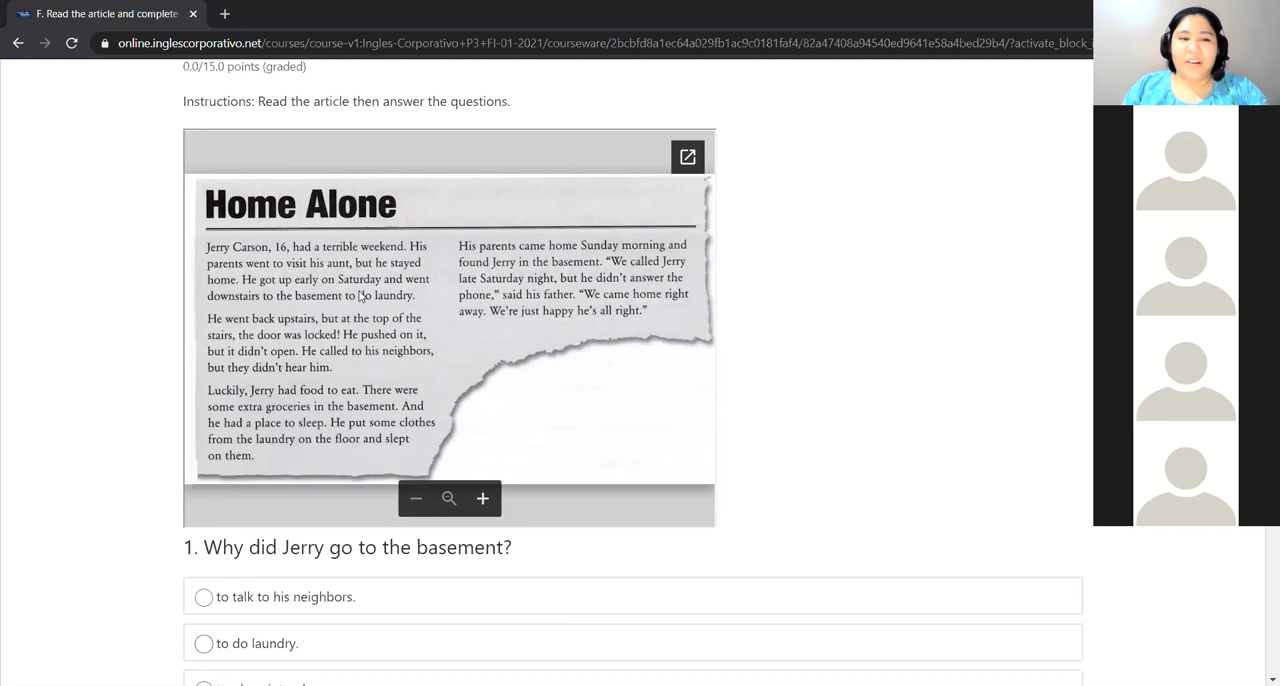 F. Read the article and complete
online.inglescorporativo.net/courses/course-v1:Ingles-Corporativo+P3+FI-01-2021/courseware/2bcbfd8a1ec64a029fb1ac9c0181faf4/82a47408a94540ed9641e58a4bed29b4/?activate_block_i
0.0/15.0 points (graded)
Instructions: Read the article then answer the questions.
Home Alone
Jerry Carson, 16, had a terrible weekend. His
parents went to visit his aunt, but he stayed
home. He got up early on Saturday and went
downstairs to the basement to do laundry.
He went back upstairs, but at the top of the
stairs, the door was locked! He pushed on it,
but it didn't open. He called to his neighbors,
but they didn't hear him.
Luckily, Jerry had food to eat. There were
some extra groceries in the basement. And
he had a place to sleep. He put some clothes
from the laundry on the floor and slept
on them.
His parents came home Sunday morning and
found Jerry in the basement. "We called Jerry
late Saturday night, but he didn't answer the
phone," said his father. "We came home right
away. We're just happy he's all right."
1. Why did Jerry go to the basement?
to talk to his neighbors.
to do laundry.